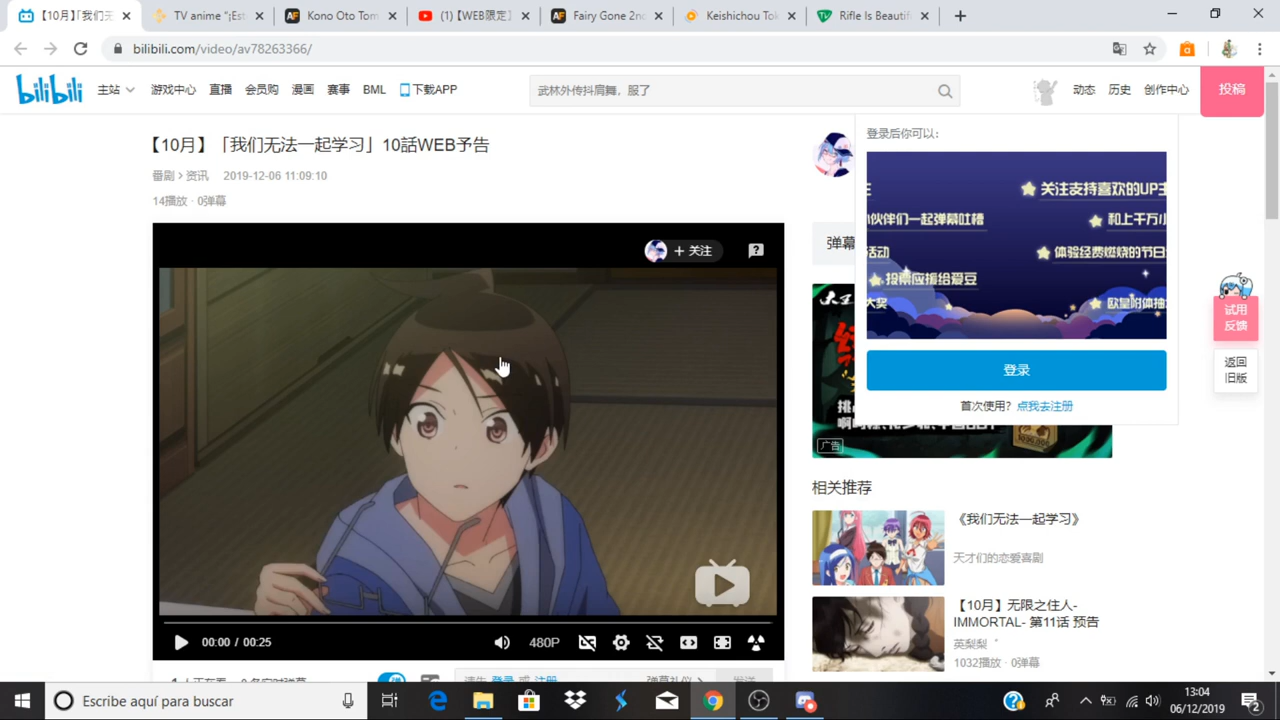 【10月】「我们无
TV anime "¡Est
Kono Oto Tom
(1)【WEB限定】
Fairy Gone 2nd
Keishichou Tok
Rifle Is Beautif
bilibili.com/video/av78263366/
bilibili
主站
游戏中心
直播
会员购
漫画
赛事
BML
下载APP
武林外传抖肩舞，服了
动态
历史
创作中心
投稿
【10月】「我们无法一起学习」10話WEB予告
番剧 > 资讯 2019-12-06 11:09:10
14播放 · 0弹幕
+ 关注
00:00 / 00:25
480P
弹幕
登录后你可以:
关注支持喜欢的UP主
小伙伴们一起弹幕吐槽
和上千万小
活动
体验经费燃烧的节日
投票应援给爱豆
大奖
欧皇附体抽
登录
首次使用？ 点我去注册
广告
试用
反馈
返回
旧版
相关推荐
《我们无法一起学习》
天才们的恋爱喜剧
【10月】无限之住人-
IMMORTAL- 第11话 预告
英梨梨゜
1032播放 · 0弹幕
Escribe aquí para buscar
13:04
06/12/2019
2